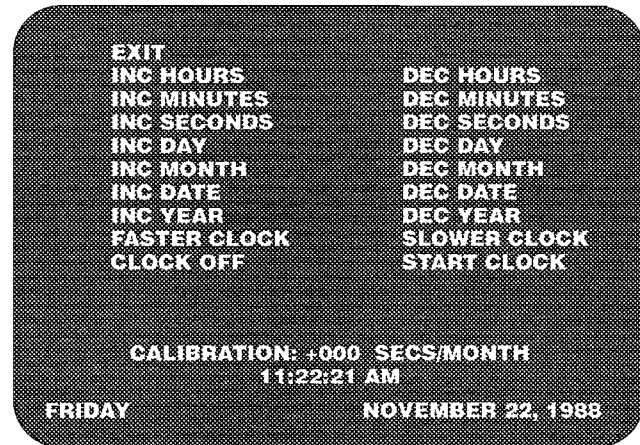 EXIT
INC HOURS DEC HOURS
INC MINUTES DEC MINUTES
INC SECONDS DEC SECONDS
INC DAY DEC DAY
INC MONTH DEC MONTH
INC DATE DEC DATE
INC YEAR DEC YEAR
FASTER CLOCK SLOWER CLOCK
CLOCK OFF START CLOCK
CALIBRATION: +000 SECS/MONTH
11:22:21 AM
FRIDAY NOVEMBER 22, 1988